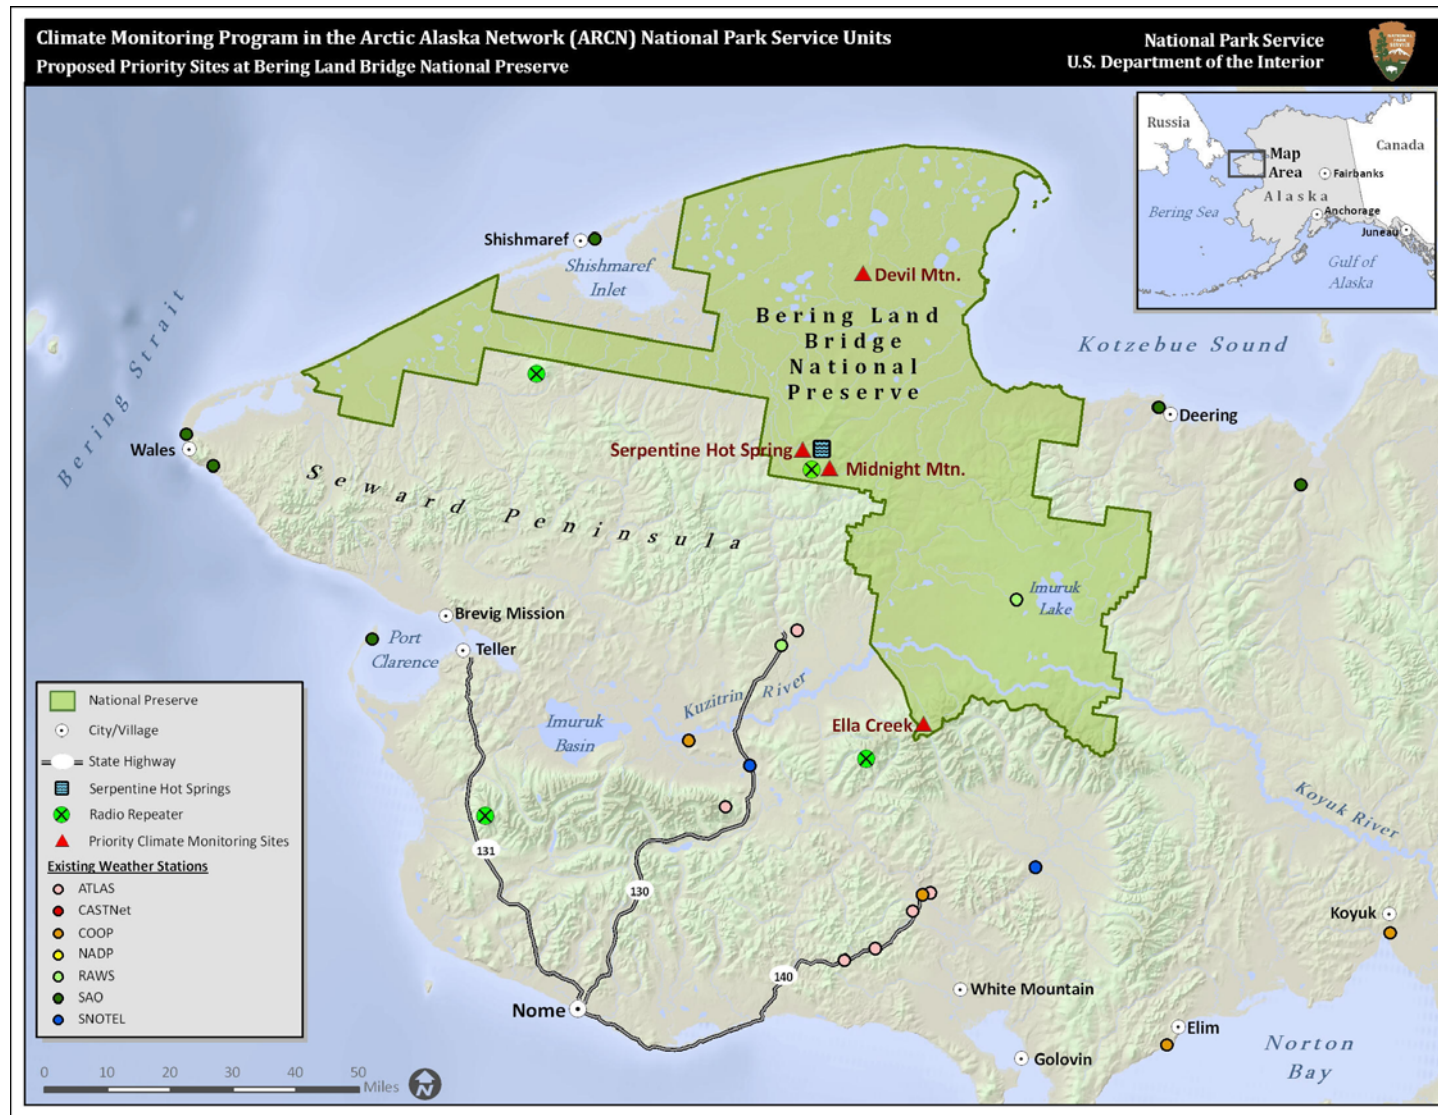 Climate Monitoring Program in the Arctic Alaska Network (ARCN) National Park Service Units
Proposed Priority Sites at Bering Land Bridge National Preserve
National Park Service
U.S. Department of the Interior
Russia
Canada
Map
Area
Fairbanks
Alaska
Bering Sea
Anchorage
Juneau
Gulf of
Alaska
Shishmaref
Shishmaref
Inlet
Devil Mtn.
Bering Land
Bridge
National
Preserve
Kotzebue Sound
Bering Strait
Deering
Wales
Serpentine Hot Spring
Midnight Mtn.
Seward Peninsula
Imuruk
Lake
Brevig Mission
Port
Clarence
Teller
Kuzitrin River
Imuruk
Basin
Ella Creek
Koyuk River
131
130
140
Koyuk
White Mountain
Nome
Elim
Golovin
Norton
Bay
National Preserve
City/Village
State Highway
Serpentine Hot Springs
Radio Repeater
Priority Climate Monitoring Sites
Existing Weather Stations
ATLAS
CASTNet
COOP
NADP
RAWS
SAO
SNOTEL
0 10 20 30 40 50
Miles
N